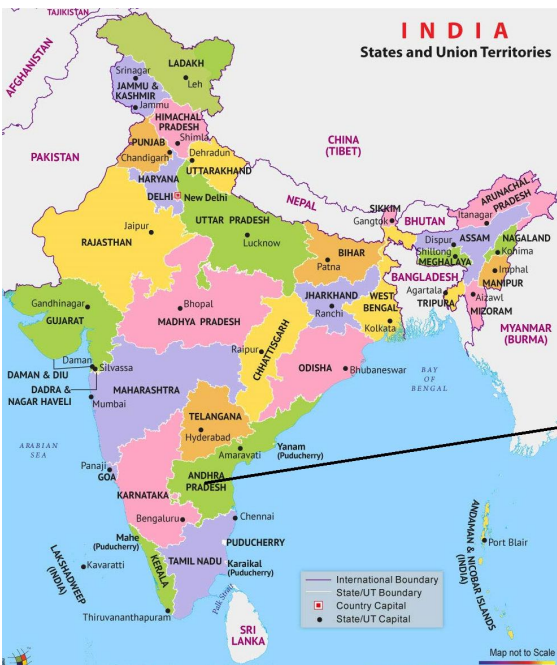 TAJIKISTAN
INDIA
States and Union Territories
AFGHANISTAN
LADAKH
Srinagar
Leh
JAMMU &
KASHMIR
Jammu
HIMACHAL
PRADESH
Shimla
PUNJAB
Chandigarh
Dehradun
UTTARAKHAND
CHINA
(TIBET)
PAKISTAN
HARYANA
DELHI
New Delhi
NEPAL
SIKKIM
Gangtok
BHUTAN
ARUNACHAL
PRADESH
Itanagar
UTTAR PRADESH
Lucknow
Jaipur
RAJASTHAN
BIHAR
Patna
Dispur
ASSAM
NAGALAND
Shillong
MEGHALAYA
Kohima
Imphal
MANIPUR
BANGLADESH
Agartala
TRIPURA
Aizawl
MIZORAM
MYANMAR
(BURMA)
Gandhinagar
GUJARAT
Bhopal
MADHYA PRADESH
JHARKHAND
Ranchi
WEST
BENGAL
Kolkata
Raipur
CHHATTISGARH
ODISHA
Bhubaneswar
BAY
OF
BENGAL
Daman
Silvassa
DAMAN & DIU
DADRA &
NAGAR HAVELI
Mumbai
MAHARASHTRA
TELANGANA
Hyderabad
ARABIAN
SEA
Amaravati
Yanam
(Puducherry)
Panaji
GOA
ANDHRA
PRADESH
KARNATAKA
Bengaluru
Chennai
Mahe
(Puducherry)
PUDUCHERRY
LAKSHADWEEP
(INDIA)
Kavaratti
KERALA
TAMIL NADU
Karaikal
(Puducherry)
Thiruvananthapuram
Palk Strait
SRI
LANKA
ANDAMAN & NICOBAR ISLANDS
(INDIA)
Port Blair
International Boundary
State/UT Boundary
Country Capital
State/UT Capital
Map not to Scale